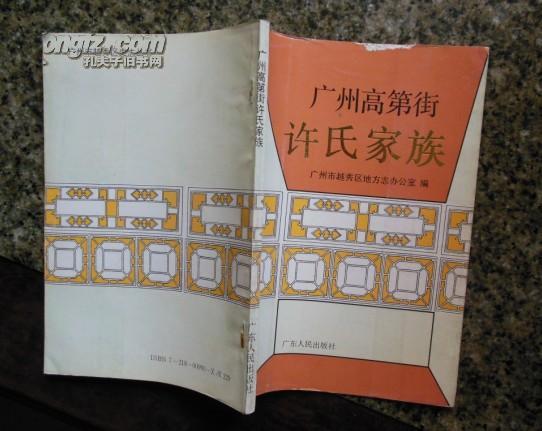 广州高第街
许氏家族
广州市越秀区地方志办公室 编
广东人民出版社
广州高第街许氏家族
广东人民出版社
孔夫子旧书网